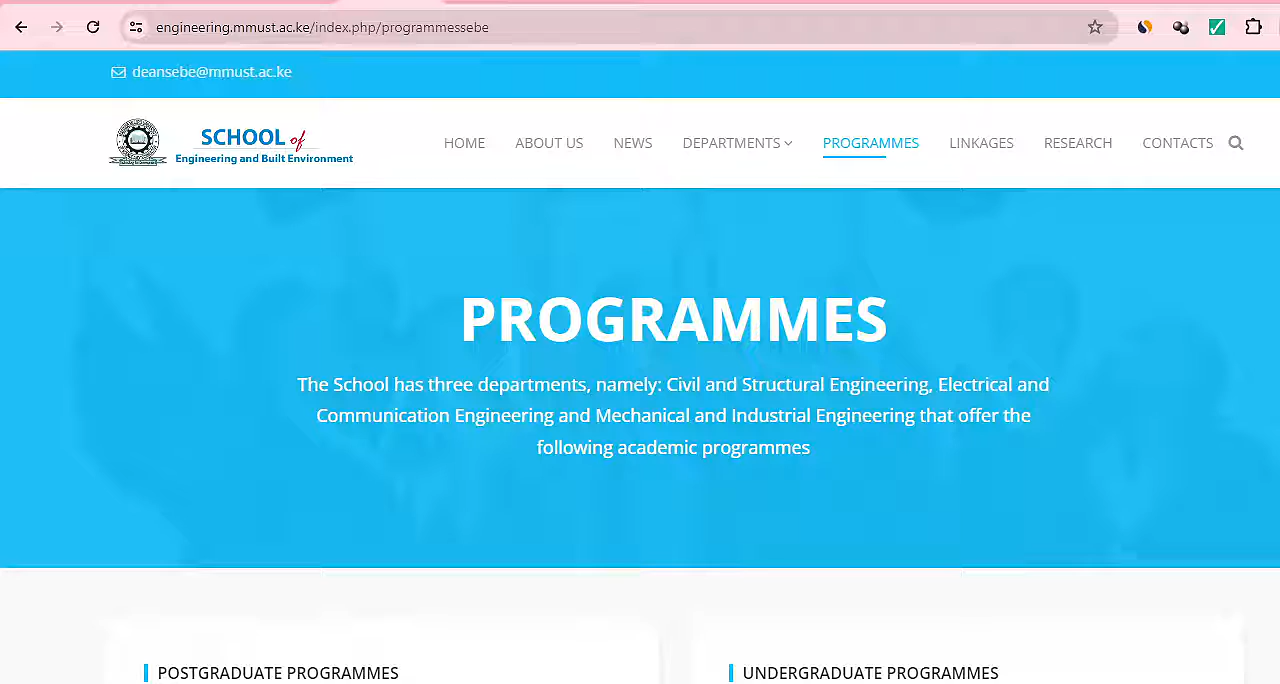 engineering.mmust.ac.ke/index.php/programmessebe
deansebe@mmust.ac.ke
SCHOOL of
Engineering and Built Environment
HOME ABOUT US NEWS DEPARTMENTS PROGRAMMES LINKAGES RESEARCH CONTACTS
PROGRAMMES
The School has three departments, namely: Civil and Structural Engineering, Electrical and
Communication Engineering and Mechanical and Industrial Engineering that offer the
following academic programmes
POSTGRADUATE PROGRAMMES
UNDERGRADUATE PROGRAMMES